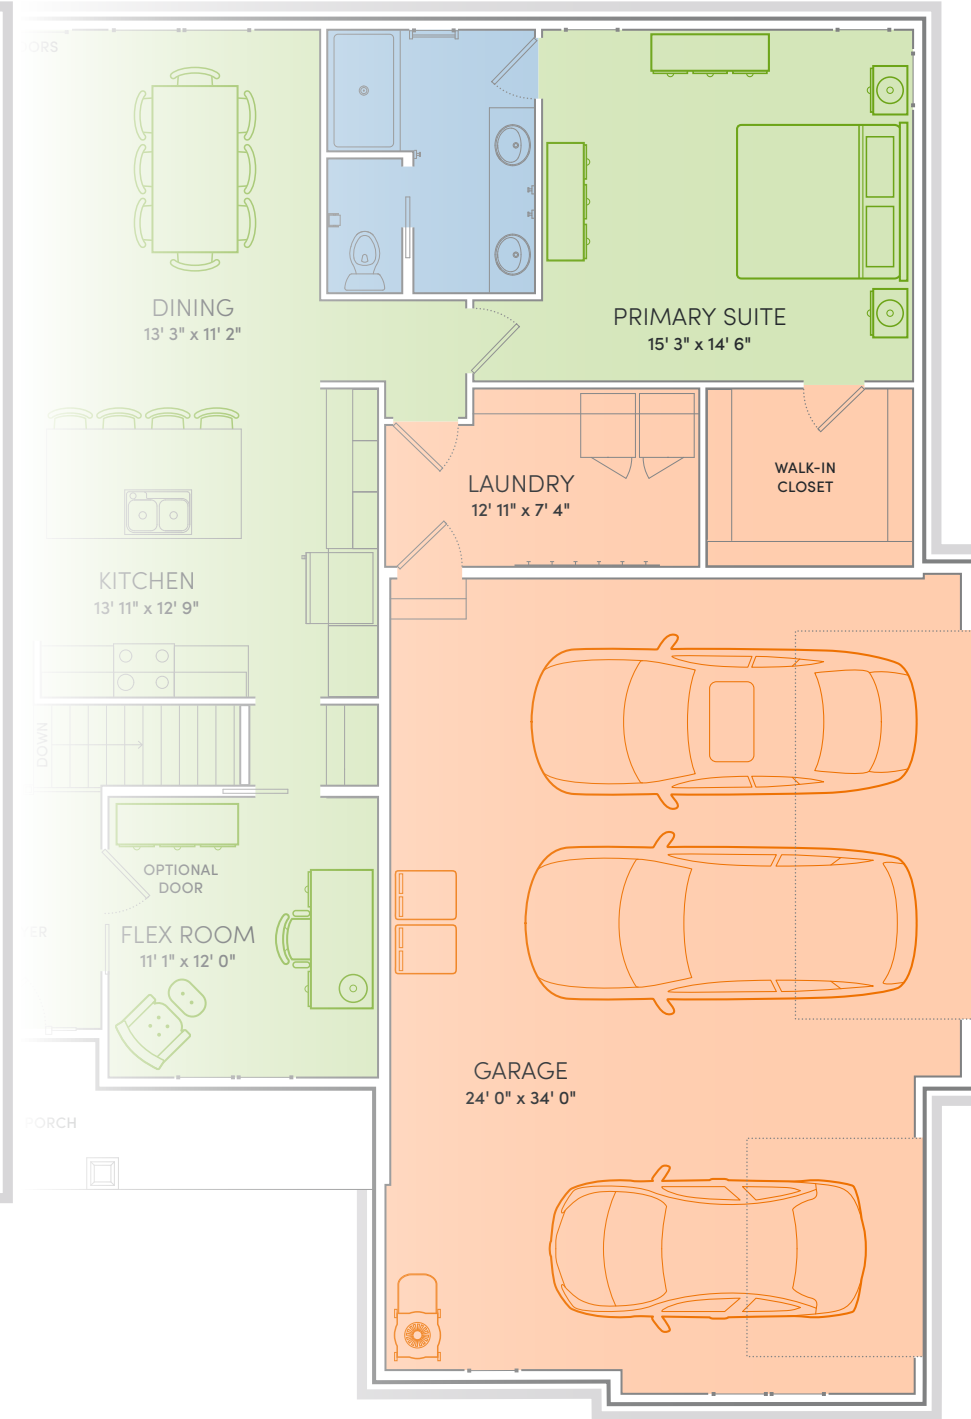 DINING
13' 3" x 11' 2"
PRIMARY SUITE
15' 3" x 14' 6"
WALK-IN
CLOSET
LAUNDRY
12' 11" x 7' 4"
KITCHEN
13' 11" x 12' 9"
DOWN
OPTIONAL
DOOR
FLEX ROOM
11' 1" x 12' 0"
GARAGE
24' 0" x 34' 0"
PORCH